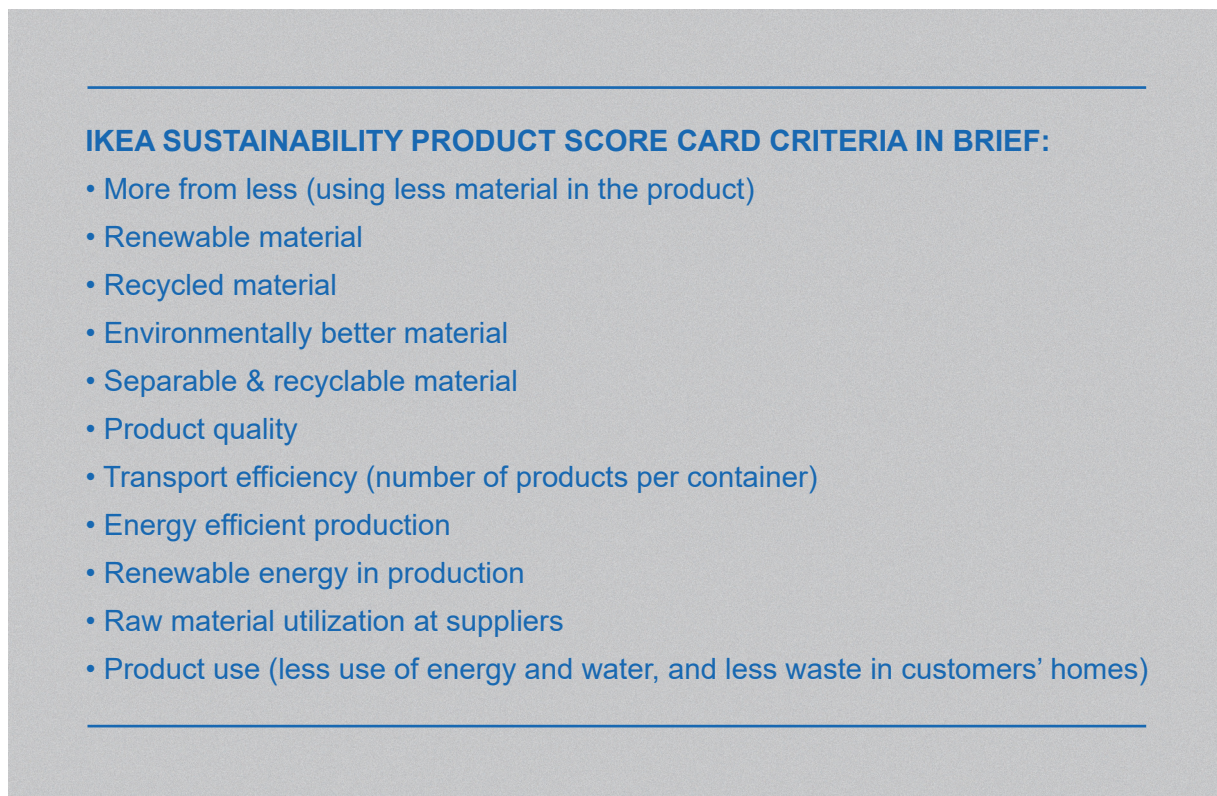 IKEA SUSTAINABILITY PRODUCT SCORE CARD CRITERIA IN BRIEF:
• More from less (using less material in the product)
• Renewable material
• Recycled material
• Environmentally better material
• Separable & recyclable material
• Product quality
• Transport efficiency (number of products per container)
• Energy efficient production
• Renewable energy in production
• Raw material utilization at suppliers
• Product use (less use of energy and water, and less waste in customers’ homes)